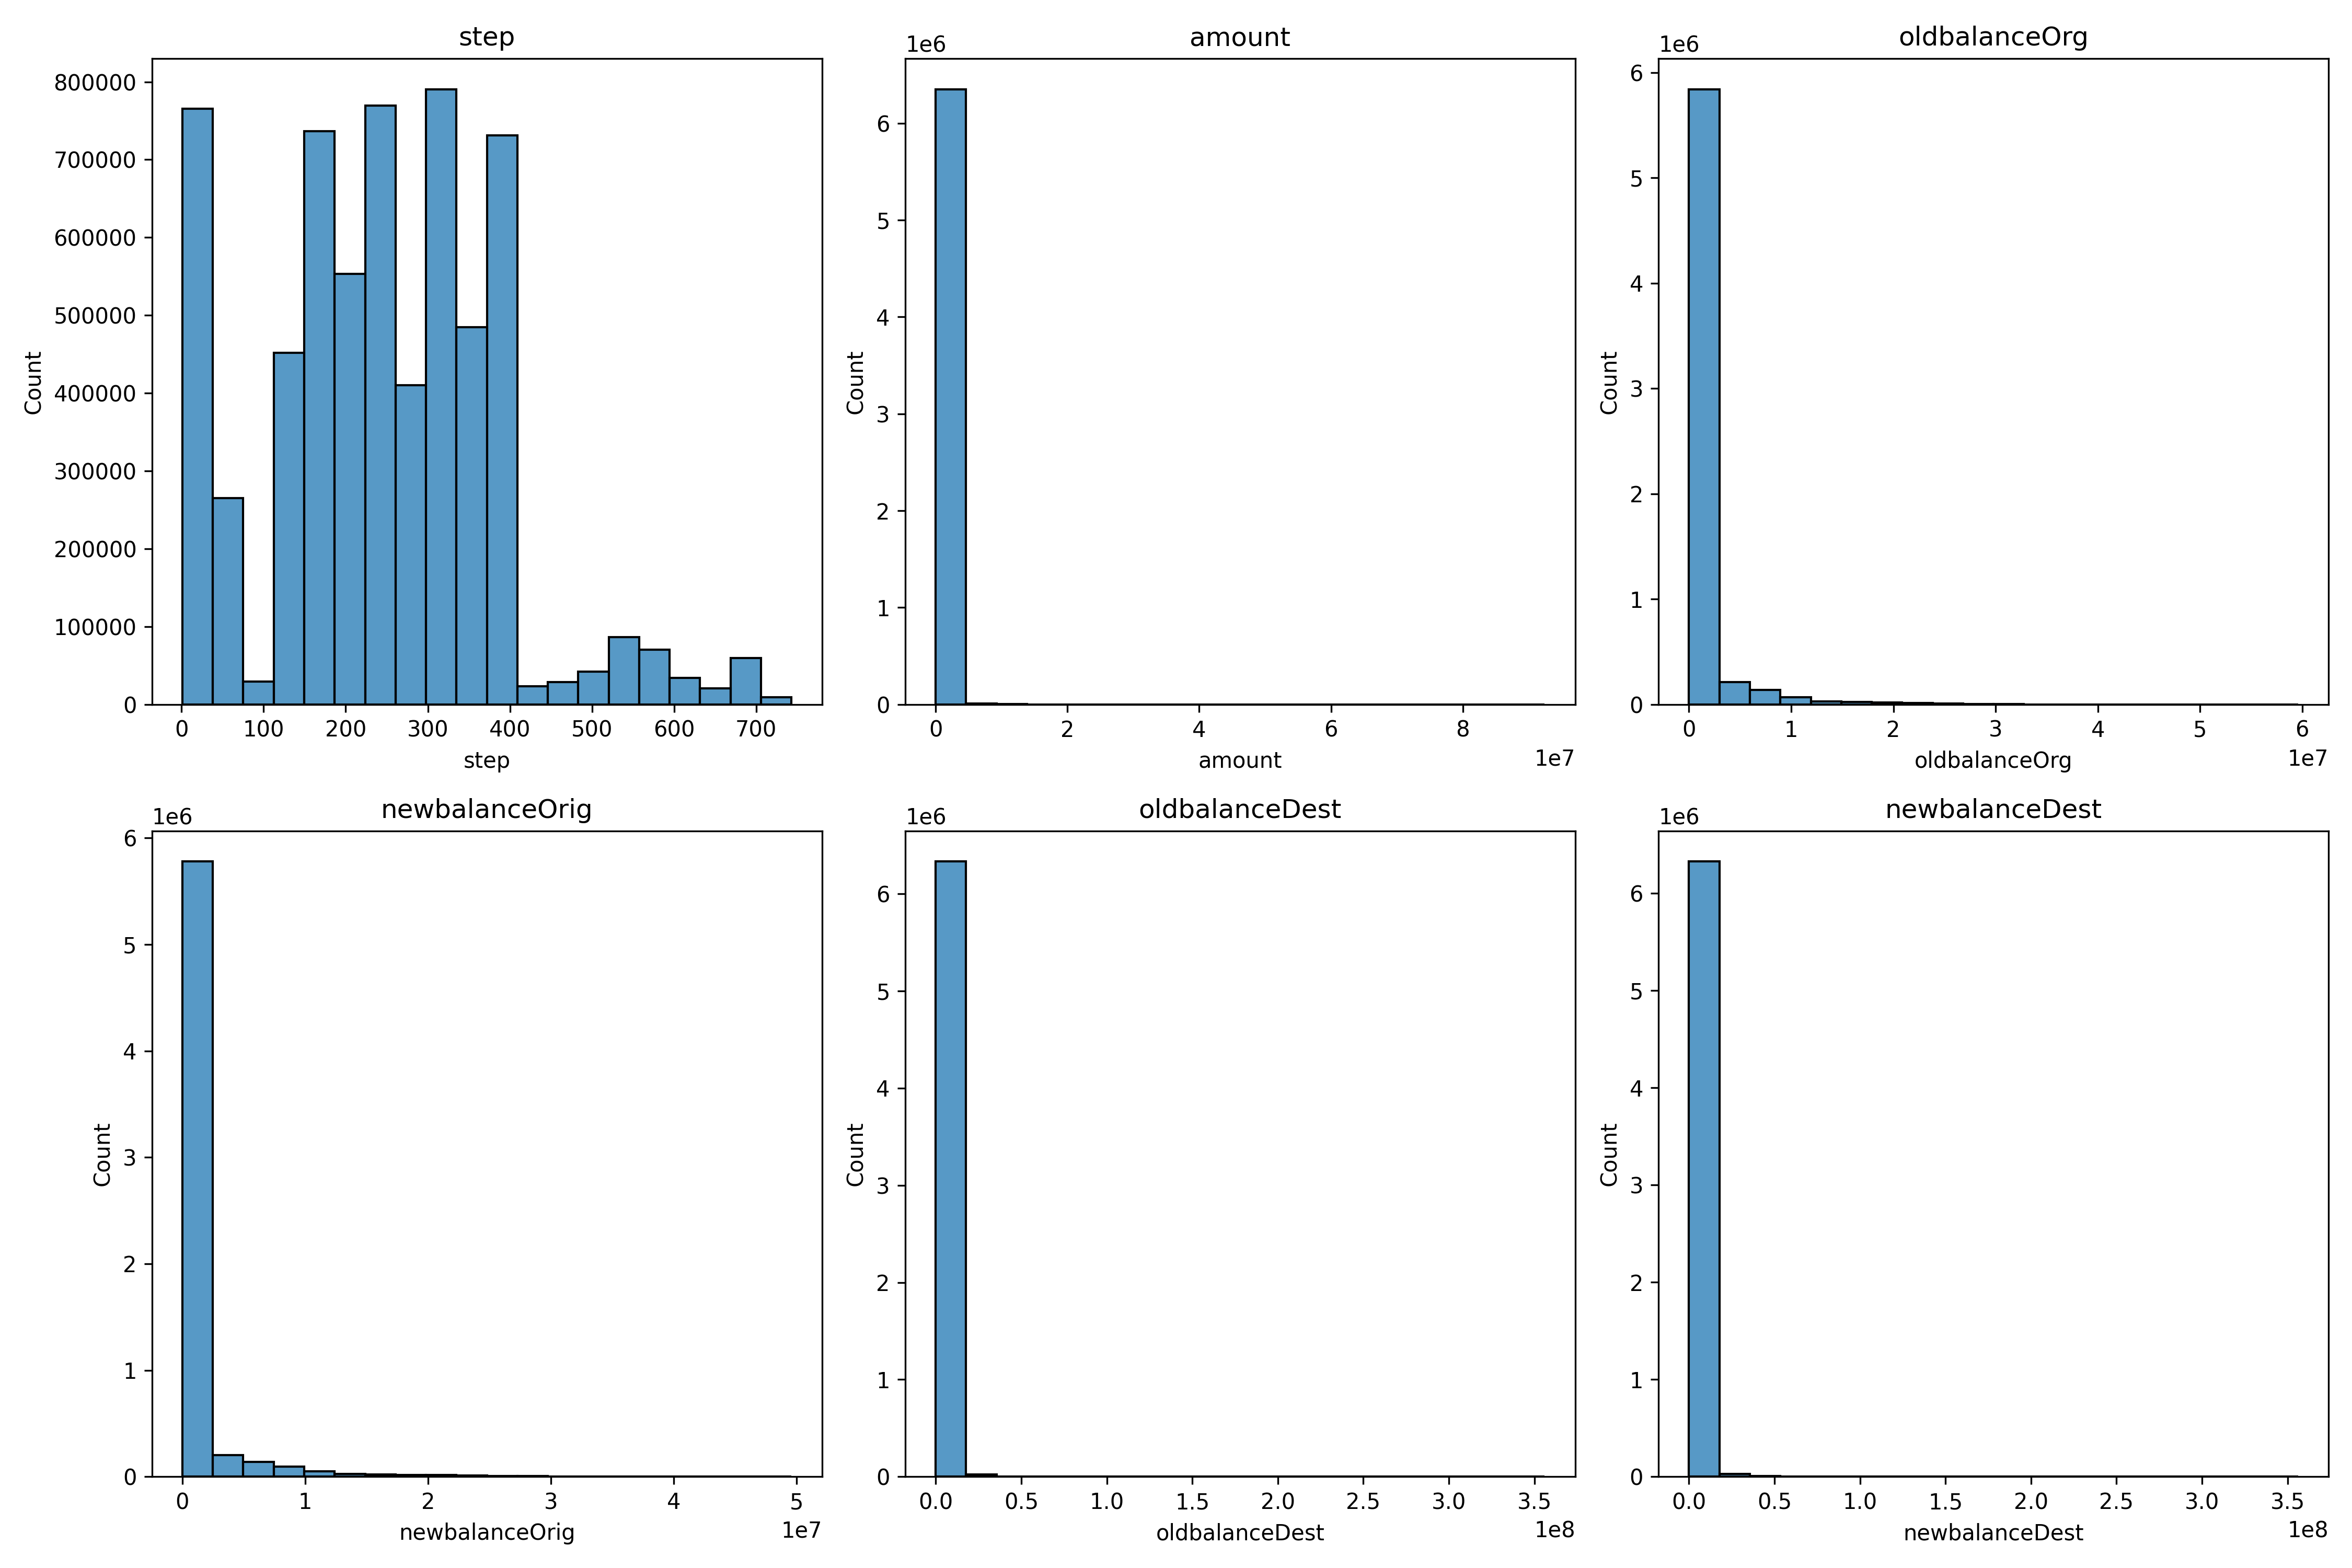 step
800000
700000
600000
500000
400000
300000
200000
100000
0
Count
0 100 200 300 400 500 600 700
step
1e6
amount
6
5
4
3
2
1
0
Count
0 2 4 6 8
1e7
amount
1e6
oldbalanceOrg
6
5
4
3
2
1
0
Count
0 1 2 3 4 5 6
1e7
oldbalanceOrg
1e6
newbalanceOrig
6
5
4
3
2
1
0
Count
0 1 2 3 4 5
1e7
newbalanceOrig
1e6
oldbalanceDest
6
5
4
3
2
1
0
Count
0.0 0.5 1.0 1.5 2.0 2.5 3.0 3.5
1e8
oldbalanceDest
1e6
newbalanceDest
6
5
4
3
2
1
0
Count
0.0 0.5 1.0 1.5 2.0 2.5 3.0 3.5
1e8
newbalanceDest